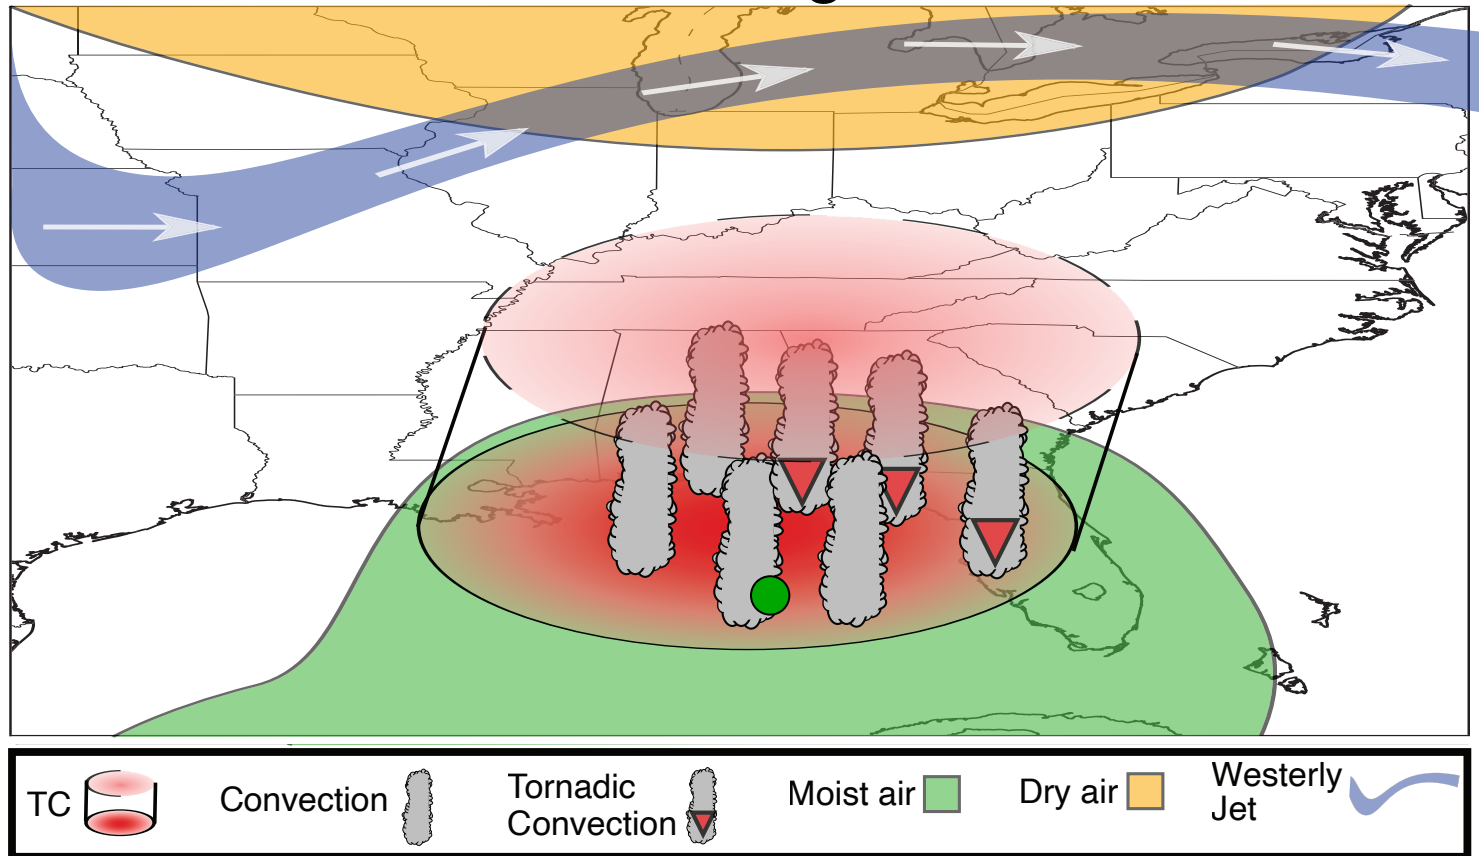 TC
Convection
Tornadic
Convection
Moist air
Dry air
Westerly
Jet